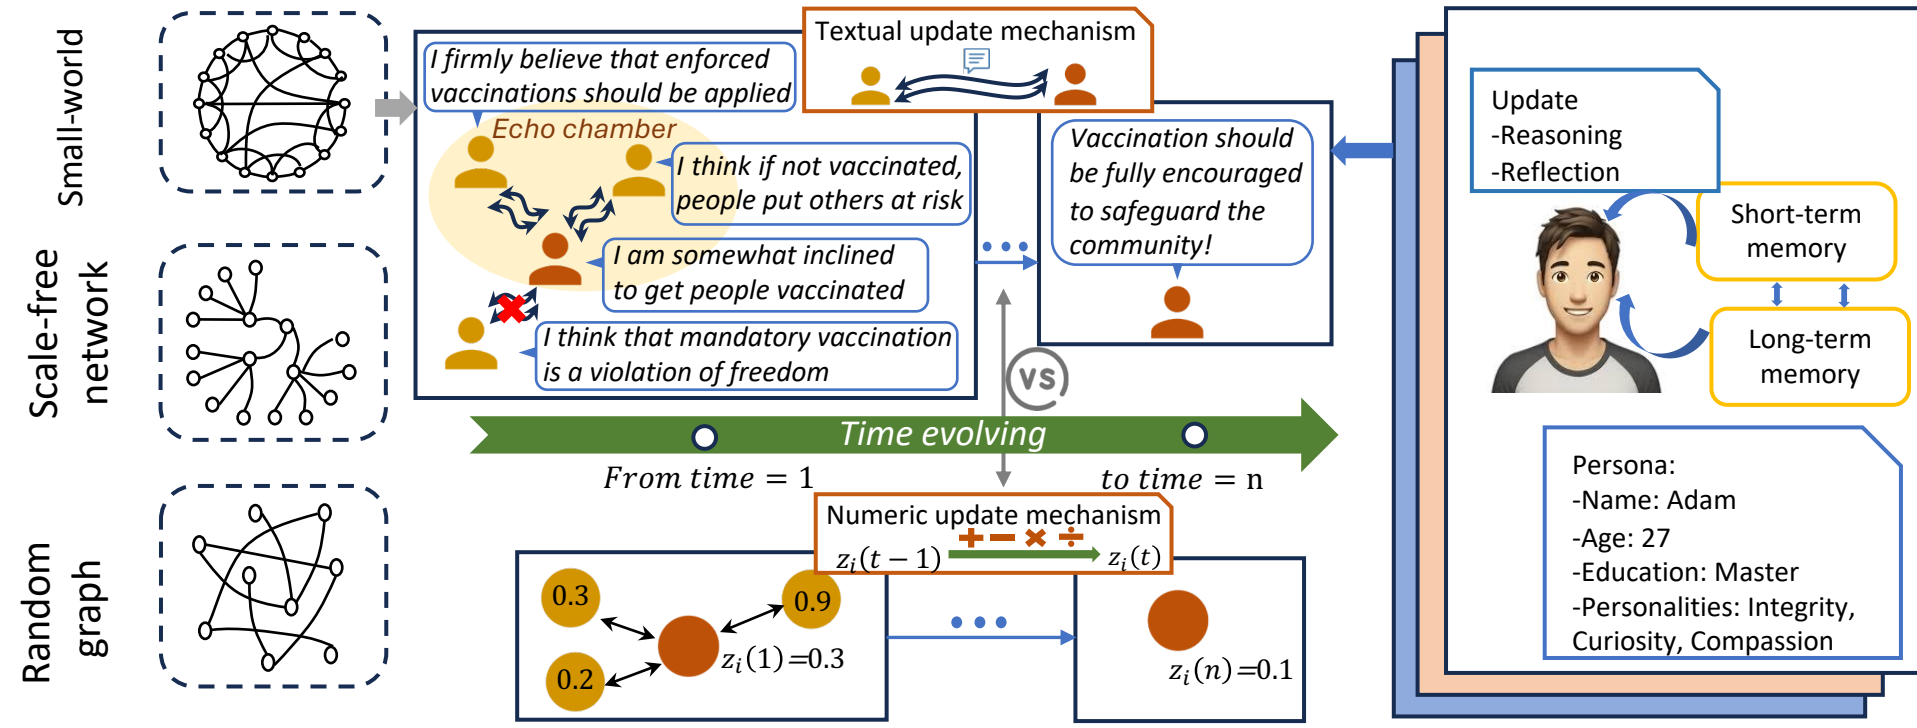 Small-world
Scale-free
network
Random
graph
I firmly believe that enforced
vaccinations should be applied
Echo chamber
I think if not vaccinated,
people put others at risk
I am somewhat inclined
to get people vaccinated
I think that mandatory vaccination
is a violation of freedom
Textual update mechanism
Vaccination should
be fully encouraged
to safeguard the
community!
VS
Time evolving
From time = 1
to time = n
Numeric update mechanism
+ − × ÷
z_i(t − 1)
z_i(t)
0.3
0.9
0.2
z_i(1)=0.3
z_i(n)=0.1
Update
-Reasoning
-Reflection
Short-term
memory
Long-term
memory
Persona:
-Name: Adam
-Age: 27
-Education: Master
-Personalities: Integrity,
Curiosity, Compassion